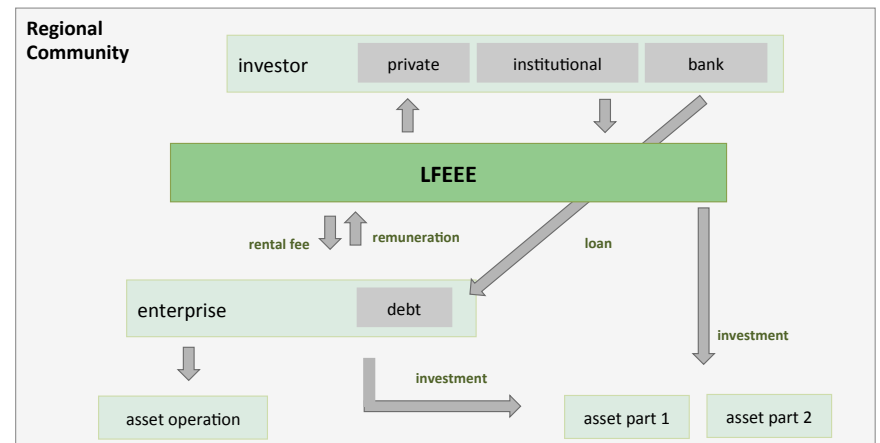 Regional
Community
investor
private
institutional
bank
LFEEE
rental fee
remuneration
loan
enterprise
debt
investment
investment
asset operation
asset part 1
asset part 2